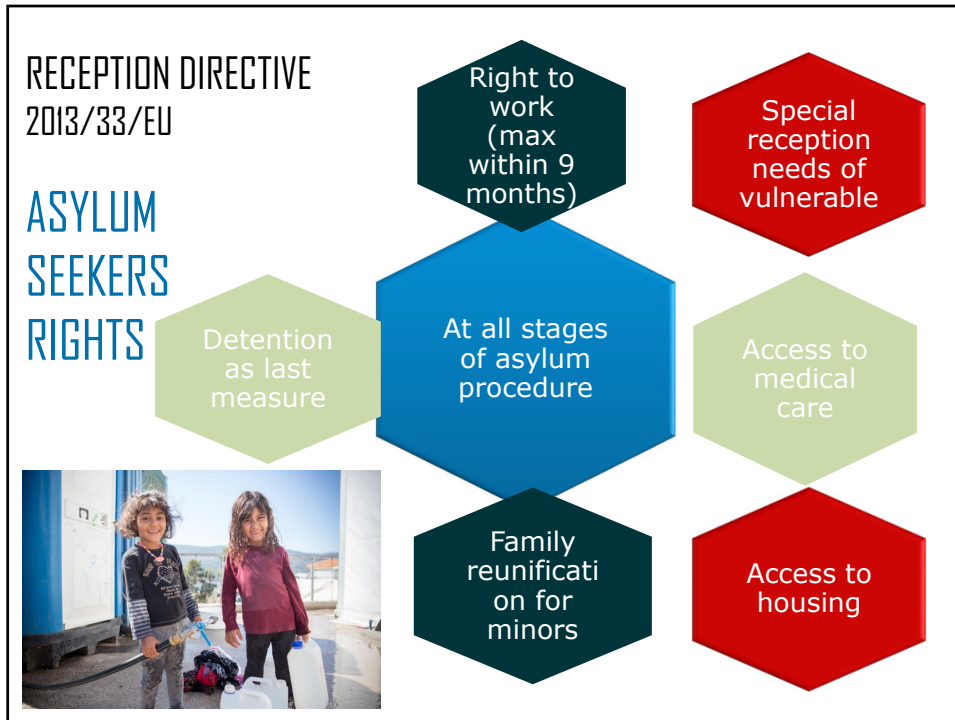 RECEPTION DIRECTIVE
2013/33/EU
ASYLUM
SEEKERS
RIGHTS
Right to
work
(max
within 9
months)
Special
reception
needs of
vulnerable
Detention
as last
measure
At all stages
of asylum
procedure
Access to
medical
care
Family
reunificati
on for
minors
Access to
housing